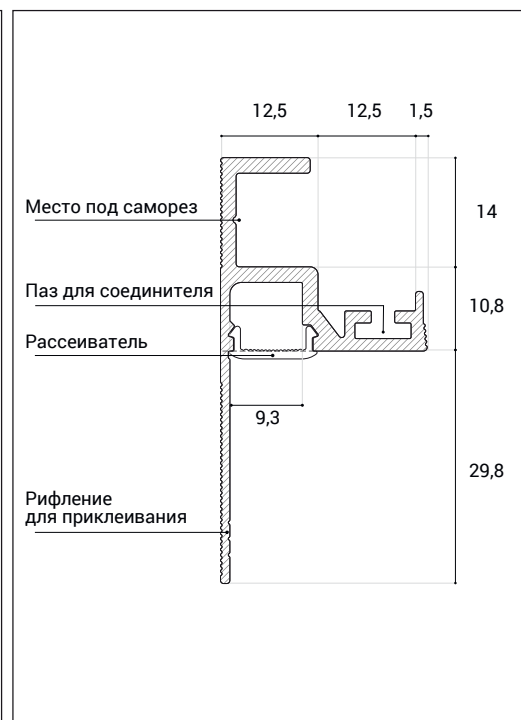 12,5 12,5 1,5
Место под саморез
14
Паз для соединителя
10,8
Рассеиватель
9,3
29,8
Рифление
для приклеивания